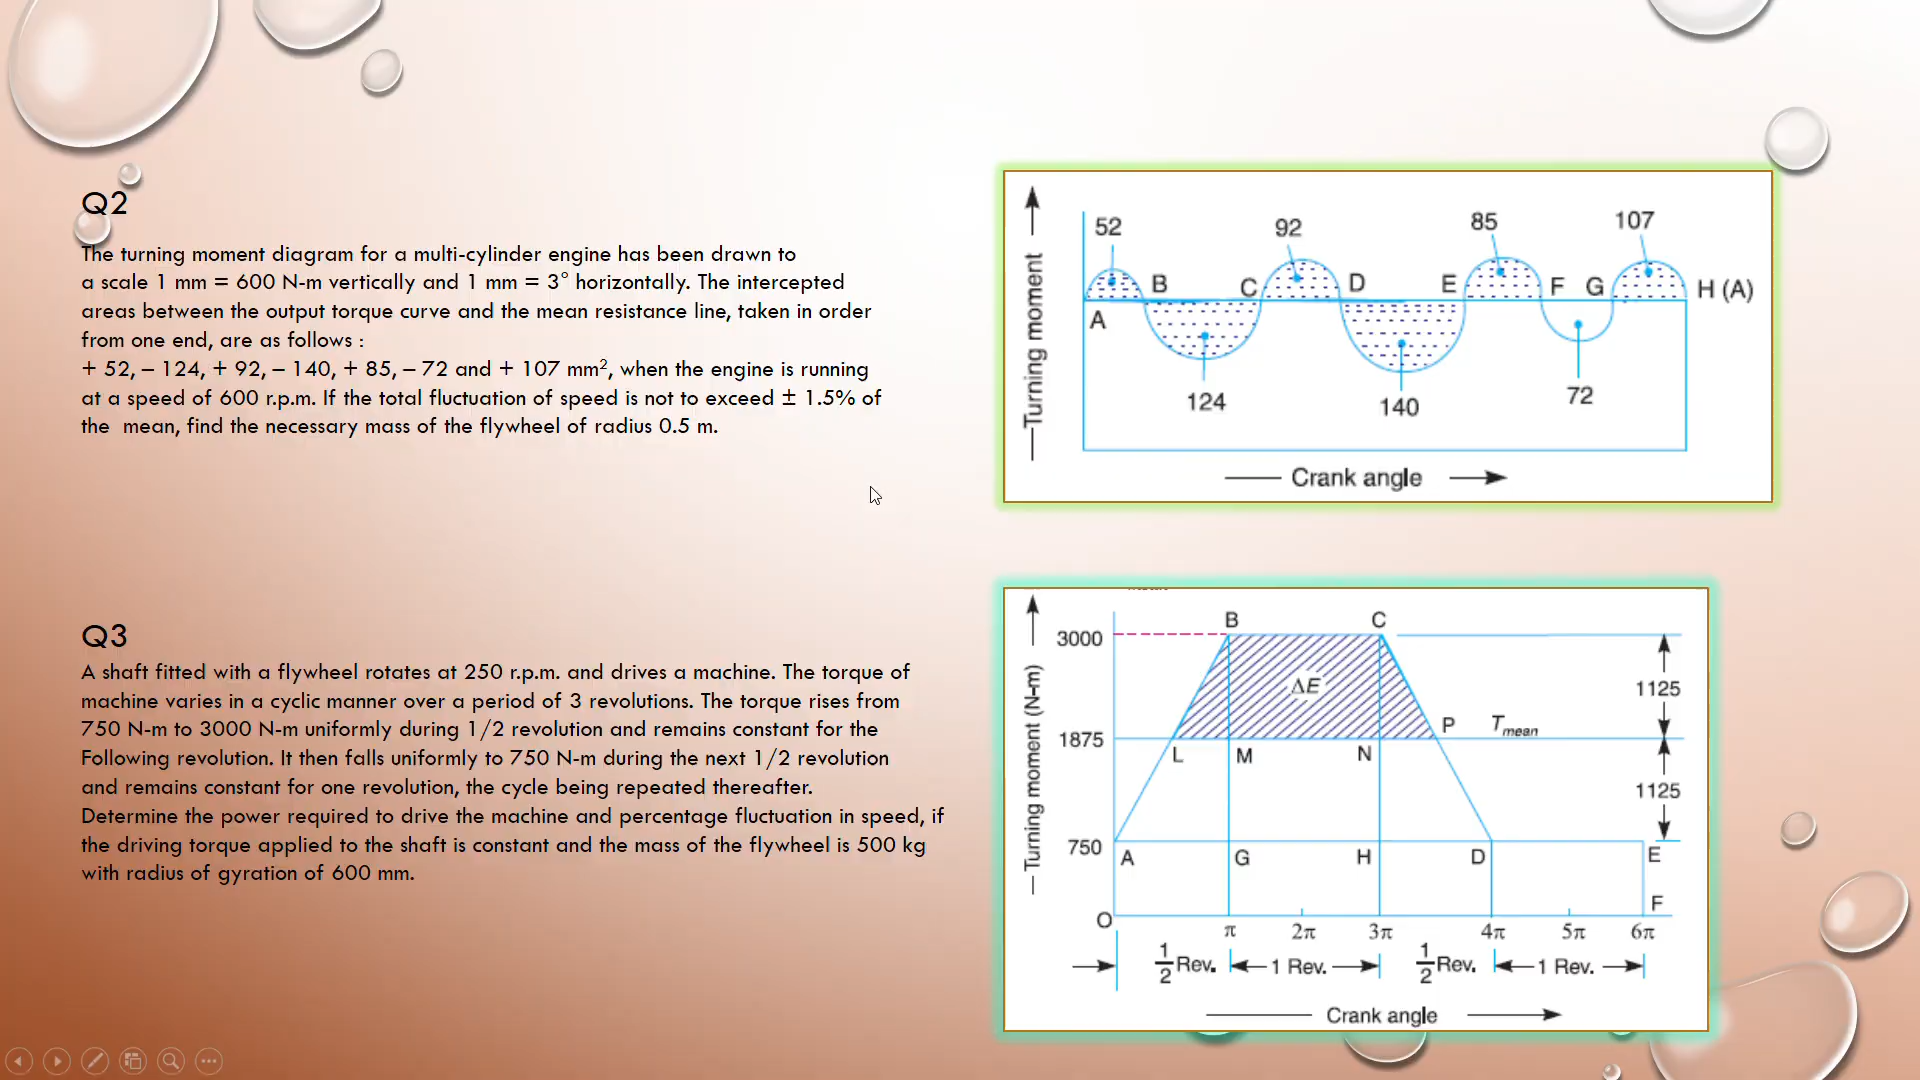 Q2
The turning moment diagram for a multi-cylinder engine has been drawn to
a scale 1 mm = 600 N-m vertically and 1 mm = 3° horizontally. The intercepted
areas between the output torque curve and the mean resistance line, taken in order
from one end, are as follows :
+ 52, – 124, + 92, – 140, + 85, – 72 and + 107 mm², when the engine is running
at a speed of 600 r.p.m. If the total fluctuation of speed is not to exceed ± 1.5% of
the mean, find the necessary mass of the flywheel of radius 0.5 m.
52 92 85 107
B C D E F G H (A)
A
124 140 72
Turning moment
Crank angle
Q3
A shaft fitted with a flywheel rotates at 250 r.p.m. and drives a machine. The torque of
machine varies in a cyclic manner over a period of 3 revolutions. The torque rises from
750 N-m to 3000 N-m uniformly during 1/2 revolution and remains constant for the
Following revolution. It then falls uniformly to 750 N-m during the next 1/2 revolution
and remains constant for one revolution, the cycle being repeated thereafter.
Determine the power required to drive the machine and percentage fluctuation in speed, if
the driving torque applied to the shaft is constant and the mass of the flywheel is 500 kg
with radius of gyration of 600 mm.
B C
3000
ΔE 1125
P Tmean
1875
L M N
1125
750 A G H D E
F
O
π 2π 3π 4π 5π 6π
1/2 Rev. 1 Rev. 1/2 Rev. 1 Rev.
Turning moment (N-m)
Crank angle